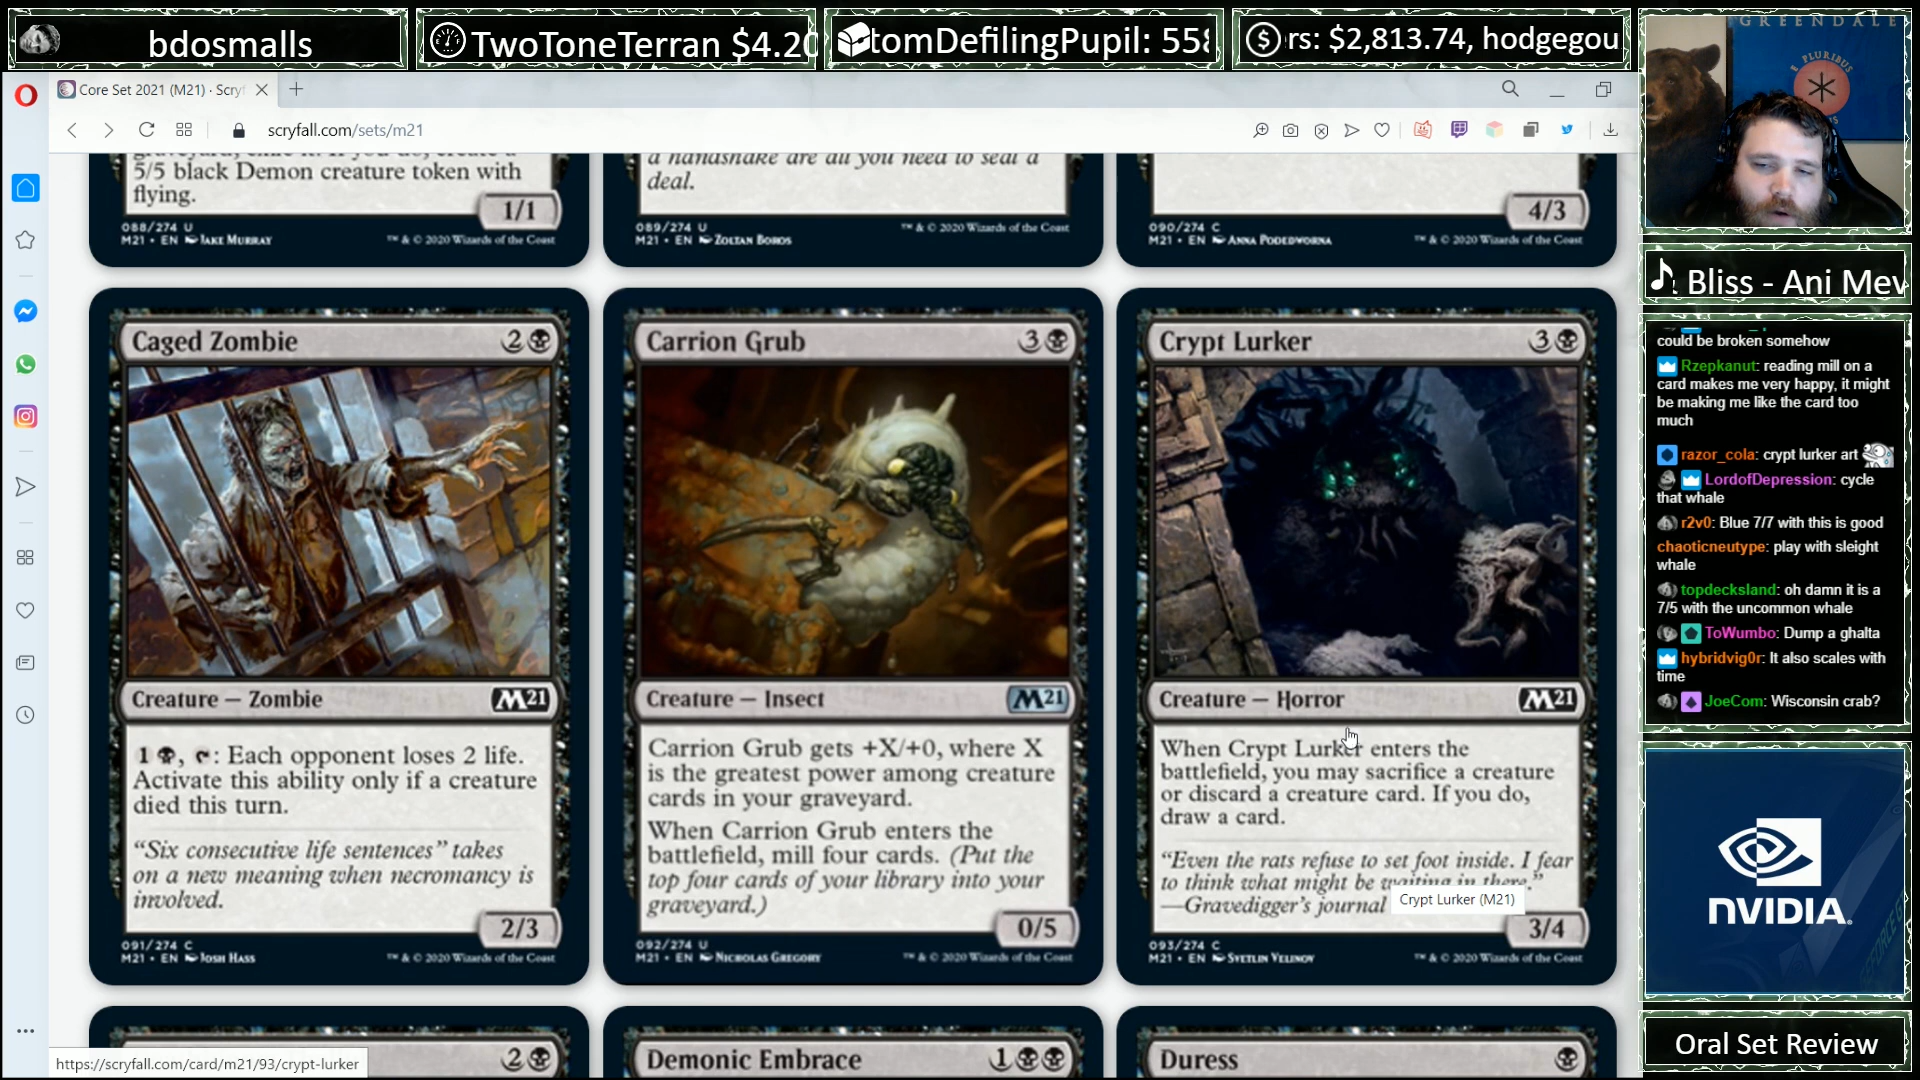 bdosmalls
TwoToneTerran $4.20
tomDefilingPupil: 55
rs: $2,813.74, hodgegou
GREENDALE
E PLURIBUS
Core Set 2021 (M21) · Scryf
scryfall.com/sets/m21
5/5 black Demon creature token with
flying.
1/1
088/274 U
M21 • EN JAKE MURRAY
™ & © 2020 Wizards of the Coast
a handshake are all you need to seal a
deal.
089/274 U
M21 • EN ZOLTAN BOROS
™ & © 2020 Wizards of the Coast
4/3
090/274 C
M21 • EN ANNA PODEDWORNA
™ & © 2020 Wizards of the Coast
Caged Zombie 2
Creature — Zombie M21
1 , : Each opponent loses 2 life.
Activate this ability only if a creature
died this turn.
“Six consecutive life sentences” takes
on a new meaning when necromancy is
involved.
2/3
091/274 C
M21 • EN JOSH HASS
™ & © 2020 Wizards of the Coast
Carrion Grub 3
Creature — Insect M21
Carrion Grub gets +X/+0, where X
is the greatest power among creature
cards in your graveyard.
When Carrion Grub enters the
battlefield, mill four cards. (Put the
top four cards of your library into your
graveyard.)
0/5
092/274 U
M21 • EN NICHOLAS GREGORY
™ & © 2020 Wizards of the Coast
Crypt Lurker 3
Creature — Horror M21
When Crypt Lurker enters the
battlefield, you may sacrifice a creature
or discard a creature card. If you do,
draw a card.
“Even the rats refuse to set foot inside. I fear
to think what might be waiting in there.”
—Gravedigger's journal
Crypt Lurker (M21)
3/4
093/274 C
M21 • EN SVETLIN VELINOV
™ & © 2020 Wizards of the Coast
2
Demonic Embrace 1
Duress
https://scryfall.com/card/m21/93/crypt-lurker
Bliss - Ani Mev
could be broken somehow
Rzepkanut: reading mill on a
card makes me very happy, it might
be making me like the card too
much
razor_cola: crypt lurker art
LordofDepression: cycle
that whale
r2v0: Blue 7/7 with this is good
chaoticneutype: play with sleight
whale
topdecksland: oh damn it is a
7/5 with the uncommon whale
ToWumbo: Dump a ghalta
hybridvig0r: It also scales with
time
JoeCom: Wisconsin crab?
NVIDIA.
Oral Set Review